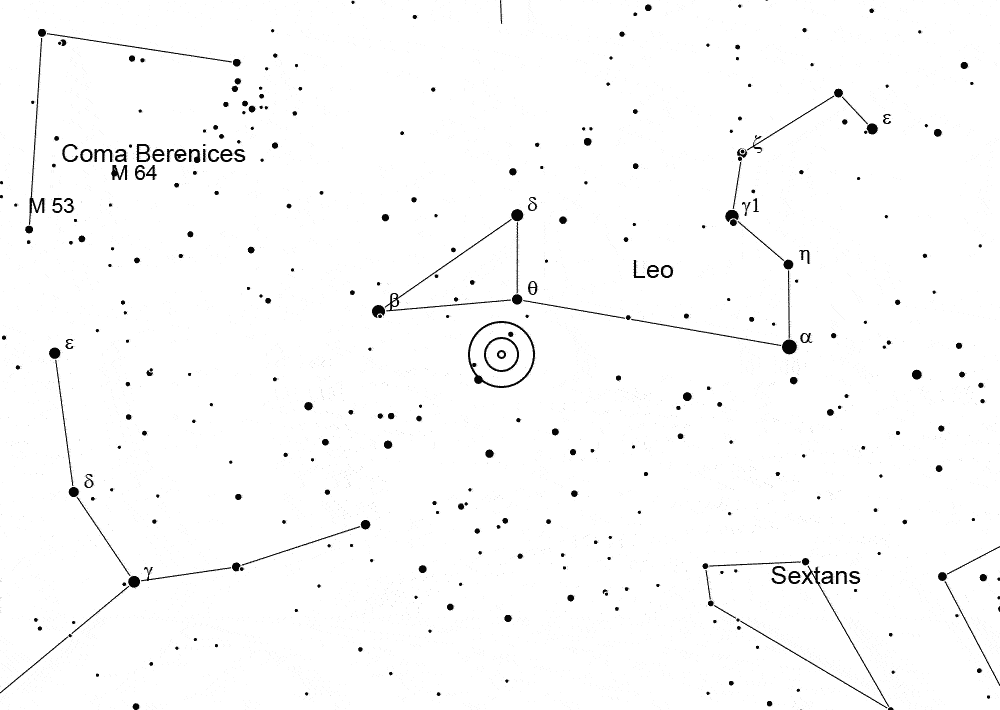 ε
ζ
Coma Berenices
M 64
M 53
δ
γ1
η
Leo
θ
β
α
ε
δ
γ
Sextans